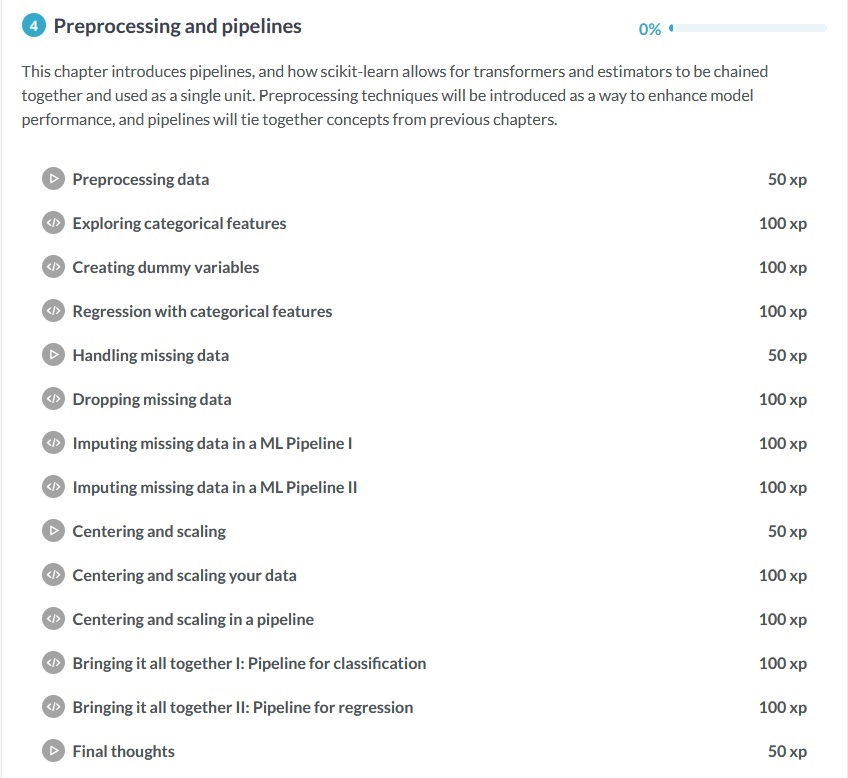 4 Preprocessing and pipelines 0%
This chapter introduces pipelines, and how scikit-learn allows for transformers and estimators to be chained
together and used as a single unit. Preprocessing techniques will be introduced as a way to enhance model
performance, and pipelines will tie together concepts from previous chapters.
Preprocessing data 50 xp
</> Exploring categorical features 100 xp
</> Creating dummy variables 100 xp
</> Regression with categorical features 100 xp
Handling missing data 50 xp
</> Dropping missing data 100 xp
</> Imputing missing data in a ML Pipeline I 100 xp
</> Imputing missing data in a ML Pipeline II 100 xp
Centering and scaling 50 xp
</> Centering and scaling your data 100 xp
</> Centering and scaling in a pipeline 100 xp
</> Bringing it all together I: Pipeline for classification 100 xp
</> Bringing it all together II: Pipeline for regression 100 xp
Final thoughts 50 xp